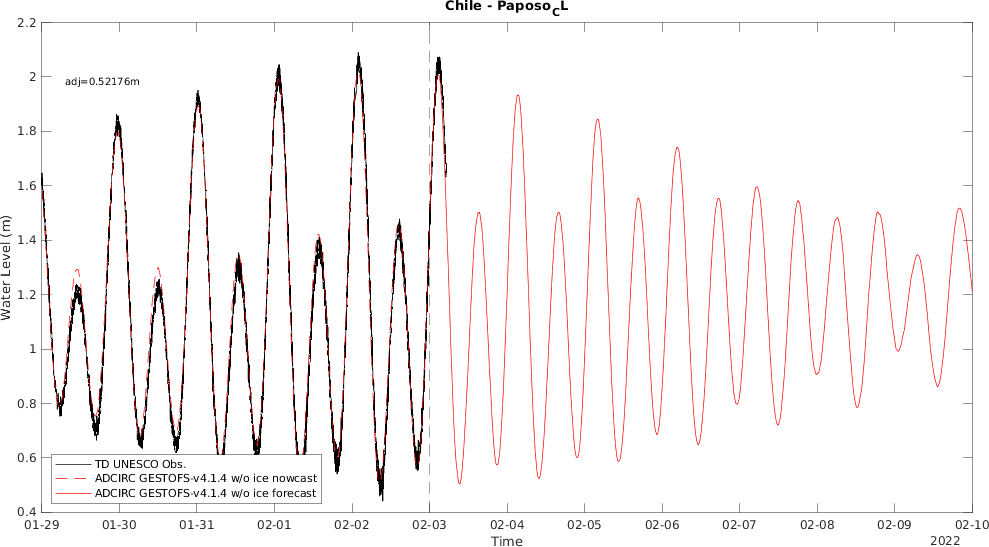 Chile - Paposo_CL
adj=0.52176m
2.2
2
1.8
1.6
1.4
1.2
1
0.8
0.6
0.4
Water Level (m)
TD UNESCO Obs.
ADCIRC GESTOFS-v4.1.4 w/o ice nowcast
ADCIRC GESTOFS-v4.1.4 w/o ice forecast
01-29 01-30 01-31 02-01 02-02 02-03 02-04 02-05 02-06 02-07 02-08 02-09 02-10
Time
2022